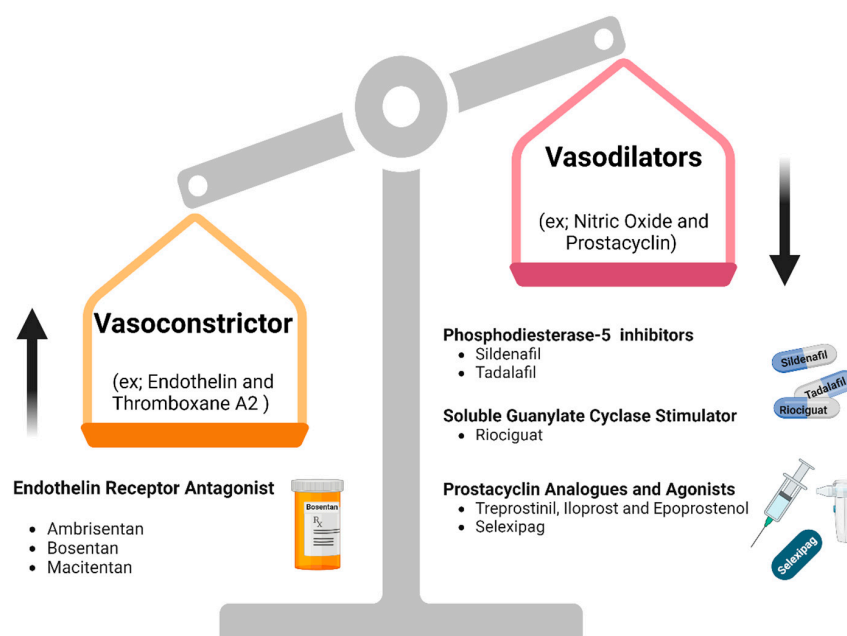 Vasodilators
(ex; Nitric Oxide and
Prostacyclin)
Vasoconstrictor
(ex; Endothelin and
Thromboxane A2 )
Phosphodiesterase-5 inhibitors
• Sildenafil
• Tadalafil
Sildenafil
Tadalafil
Riociguat
Soluble Guanylate Cyclase Stimulator
• Riociguat
Endothelin Receptor Antagonist
• Ambrisentan
• Bosentan
• Macitentan
Bosentan
Rx
Prostacyclin Analogues and Agonists
• Treprostinil, Iloprost and Epoprostenol
• Selexipag
Selexipag